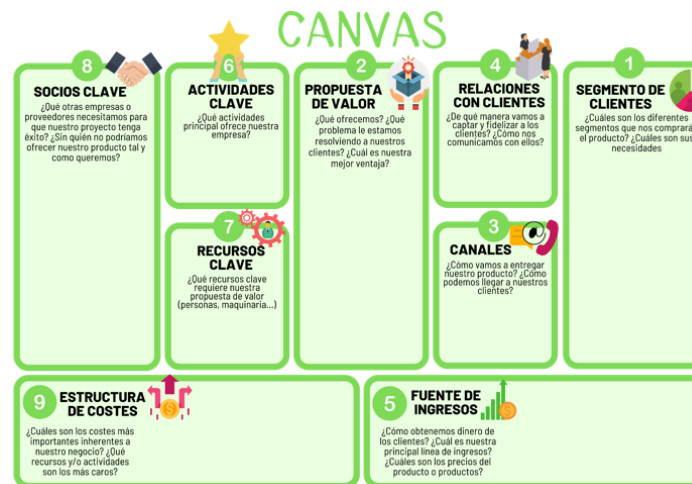 CANVAS
8
SOCIOS CLAVE
¿Qué otras empresas o
proveedores necesitamos para
que nuestro proyecto tenga
éxito? ¿Sin quién no podríamos
ofrecer nuestro producto tal y
como queremos?
6
ACTIVIDADES
CLAVE
¿Qué actividades
principal ofrece nuestra
empresa?
7
RECURSOS
CLAVE
¿Qué recursos clave
requiere nuestra
propuesta de valor
(personas, maquinaria...)
2
PROPUESTA
DE VALOR
¿Qué ofrecemos? ¿Qué
problema le estamos
resolviendo a nuestros
clientes? ¿Cuál es nuestra
mejor ventaja?
4
RELACIONES
CON CLIENTES
¿De qué manera vamos a
captar y fidelizar a los
clientes? ¿Cómo nos
comunicamos con ellos?
3
CANALES
¿Cómo vamos a entregar
nuestro producto? ¿Cómo
podemos llegar a nuestros
clientes?
1
SEGMENTO DE
CLIENTES
¿Cuáles son los diferentes
segmentos que nos comprará
el producto? ¿Cuáles son sus
necesidades
9
ESTRUCTURA
DE COSTES
¿Cuáles son los costes más
importantes inherentes a
nuestro negocio? ¿Qué
recursos y/o actividades
son los más caros?
5
FUENTE DE
INGRESOS
¿Cómo obtenemos dinero de
los clientes? ¿Cuál es nuestra
principal línea de ingresos?
¿Cuáles son los precios del
producto o productos?